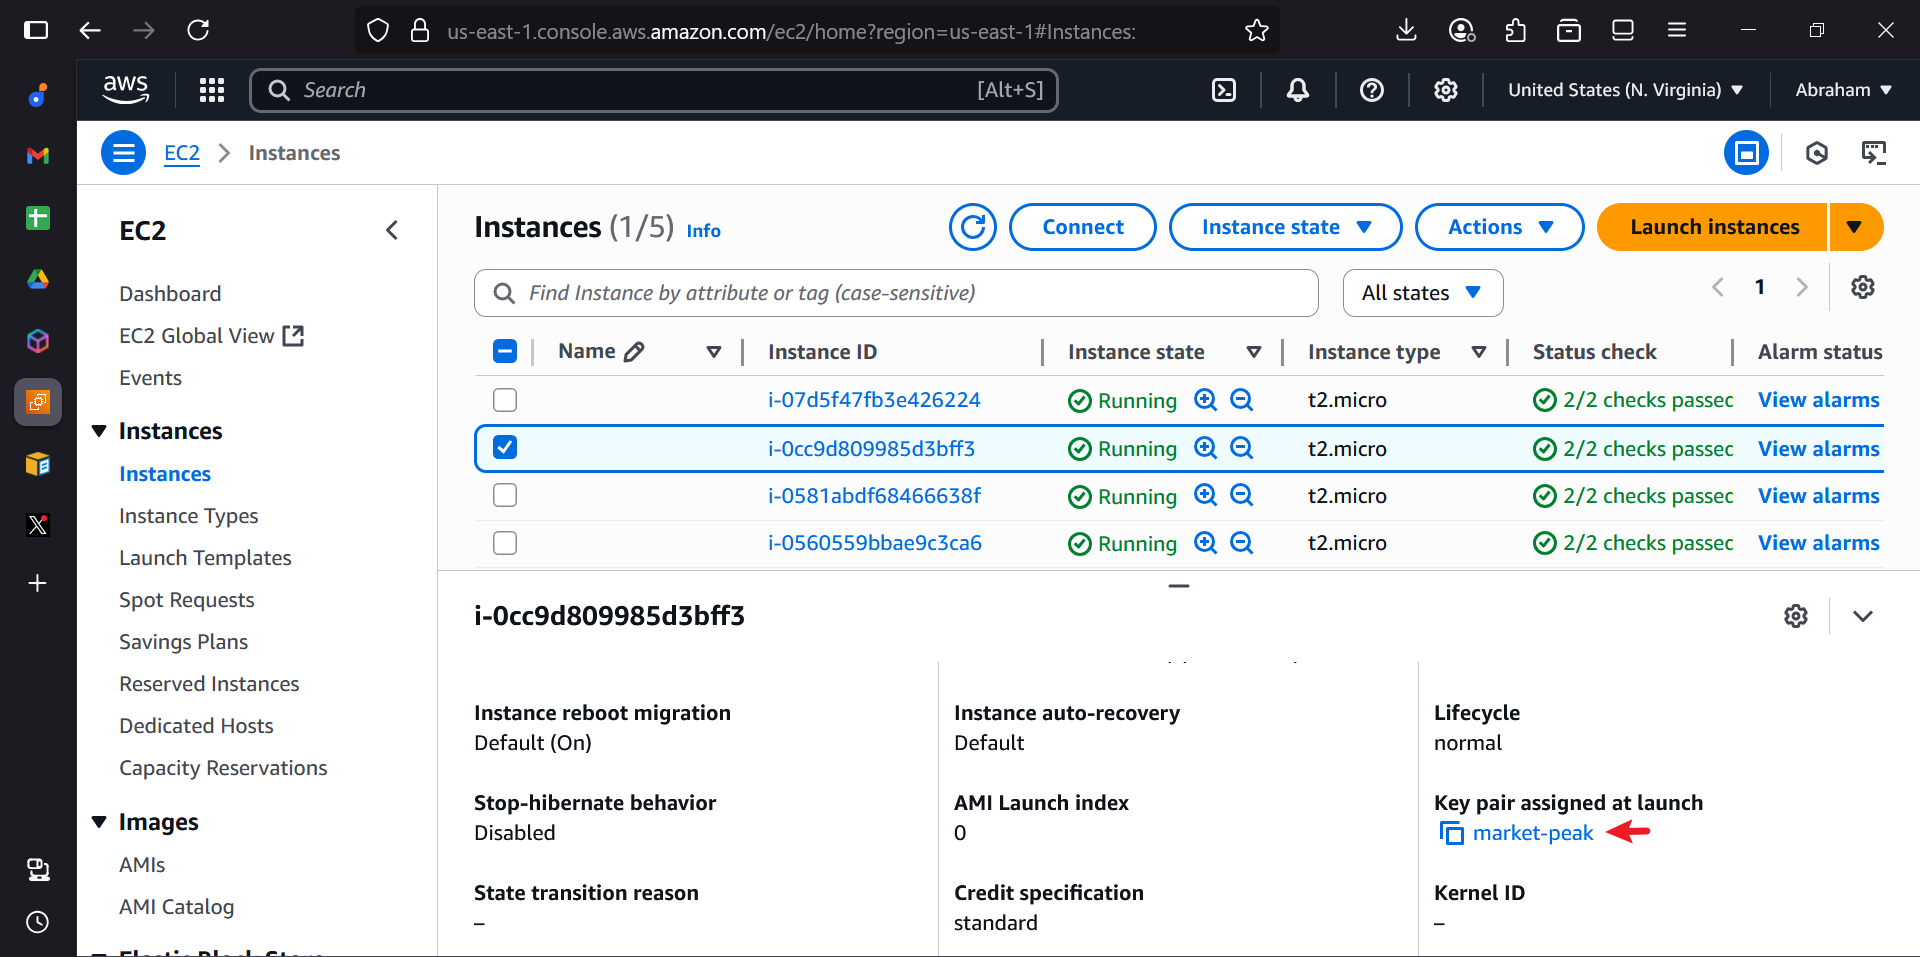 us-east-1.console.aws.amazon.com/ec2/home?region=us-east-1#Instances:
aws
Search
[Alt+S]
United States (N. Virginia)
Abraham
EC2
Instances
EC2
Dashboard
EC2 Global View
Events
Instances
Instances
Instance Types
Launch Templates
Spot Requests
Savings Plans
Reserved Instances
Dedicated Hosts
Capacity Reservations
Images
AMIs
AMI Catalog
Elastic Block Store
Instances (1/5) Info
Connect
Instance state
Actions
Launch instances
Find Instance by attribute or tag (case-sensitive)
All states
1
Name Instance ID Instance state Instance type Status check Alarm status
i-07d5f47fb3e426224 Running t2.micro 2/2 checks passed View alarms
i-0cc9d809985d3bff3 Running t2.micro 2/2 checks passed View alarms
i-0581abdf68466638f Running t2.micro 2/2 checks passed View alarms
i-0560559bbae9c3ca6 Running t2.micro 2/2 checks passed View alarms
i-0cc9d809985d3bff3
Instance reboot migration
Default (On)
Instance auto-recovery
Default
Lifecycle
normal
Stop-hibernate behavior
Disabled
AMI Launch index
0
Key pair assigned at launch
market-peak
State transition reason
–
Credit specification
standard
Kernel ID
–